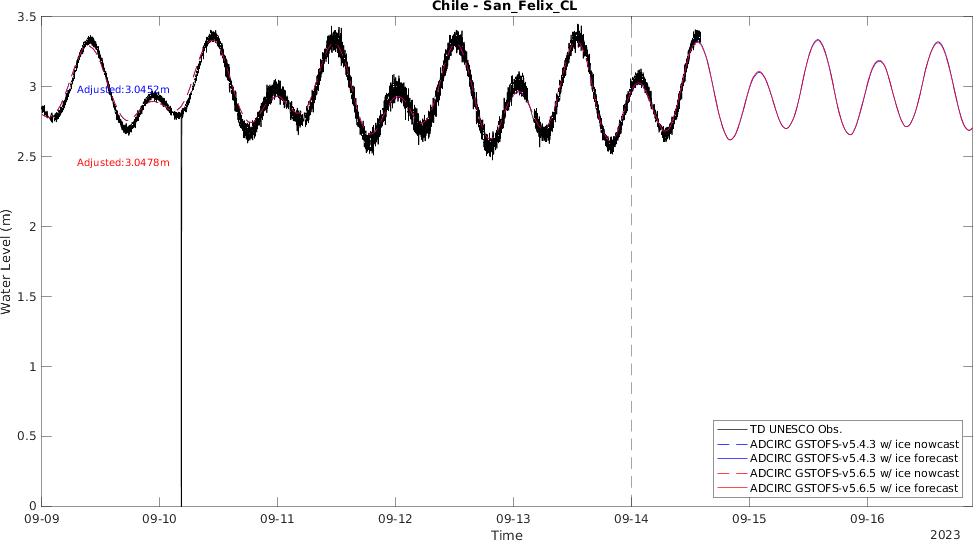 Chile - San_Felix_CL
3.5
3
2.5
2
1.5
1
0.5
0
Water Level (m)
Adjusted:3.0452m
Adjusted:3.0478m
TD UNESCO Obs.
ADCIRC GSTOFS-v5.4.3 w/ ice nowcast
ADCIRC GSTOFS-v5.4.3 w/ ice forecast
ADCIRC GSTOFS-v5.6.5 w/ ice nowcast
ADCIRC GSTOFS-v5.6.5 w/ ice forecast
09-09 09-10 09-11 09-12 09-13 09-14 09-15 09-16
Time
2023